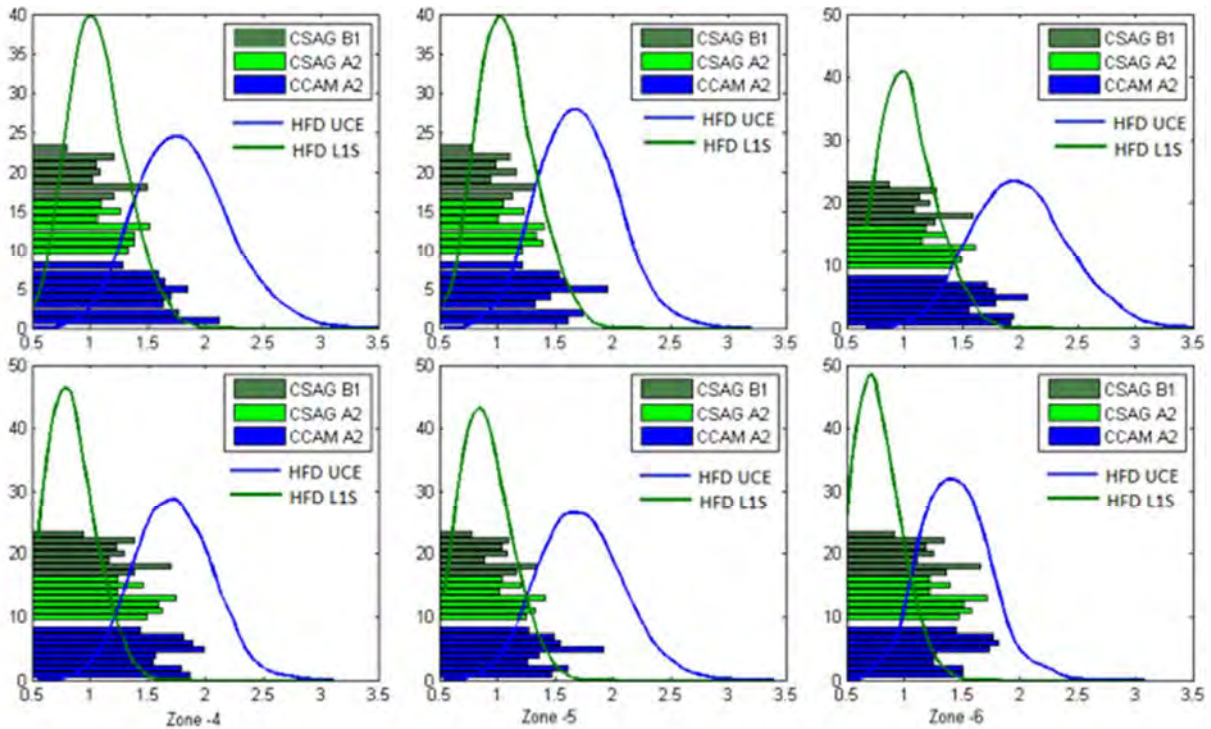 40
35
30
25
20
15
10
5
0
0.5 1 1.5 2 2.5 3 3.5
CSAG B1
CSAG A2
CCAM A2
HFD UCE
HFD L1S
40
35
30
25
20
15
10
5
0
0.5 1 1.5 2 2.5 3 3.5
CSAG B1
CSAG A2
CCAM A2
HFD UCE
HFD L1S
50
40
30
20
10
0
0.5 1 1.5 2 2.5 3 3.5
CSAG B1
CSAG A2
CCAM A2
HFD UCE
HFD L1S
50
40
30
20
10
0
0.5 1 1.5 2 2.5 3 3.5
CSAG B1
CSAG A2
CCAM A2
HFD UCE
HFD L1S
Zone -4
50
40
30
20
10
0
0.5 1 1.5 2 2.5 3 3.5
CSAG B1
CSAG A2
CCAM A2
HFD UCE
HFD L1S
Zone -5
50
40
30
20
10
0
0.5 1 1.5 2 2.5 3 3.5
CSAG B1
CSAG A2
CCAM A2
HFD UCE
HFD L1S
Zone -6